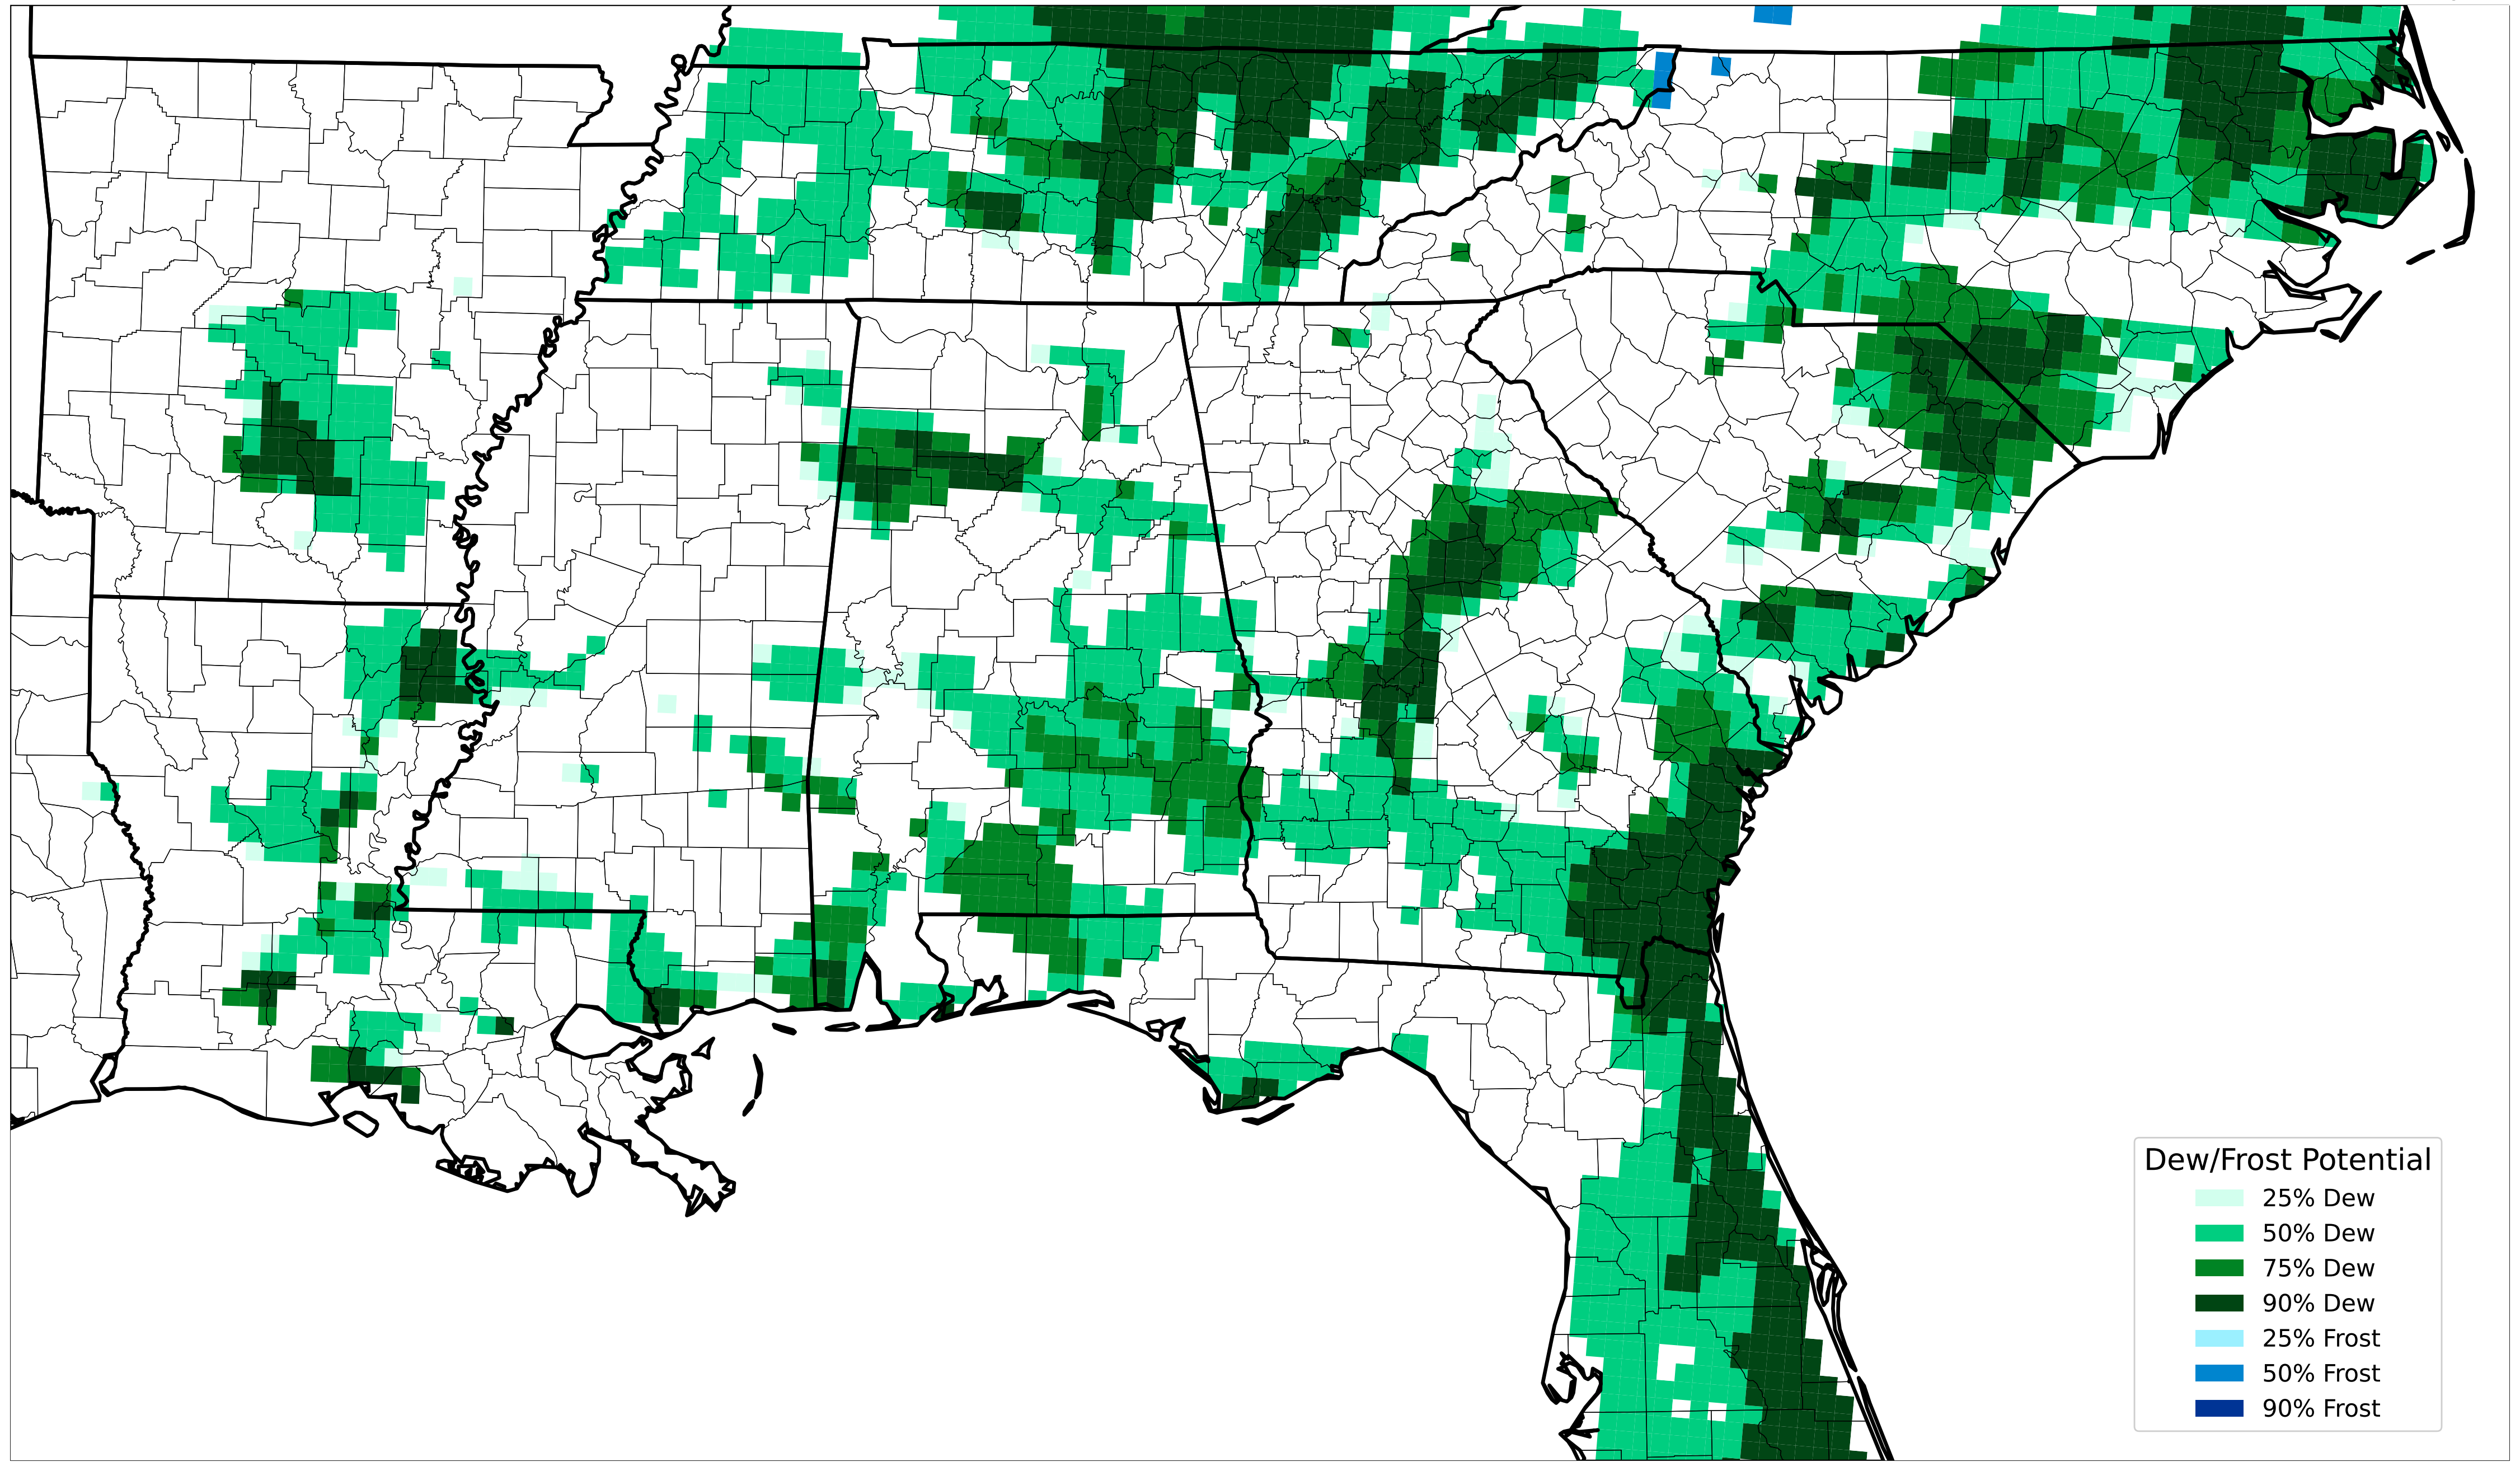 Dew/Frost Potential
25% Dew
50% Dew
75% Dew
90% Dew
25% Frost
50% Frost
90% Frost